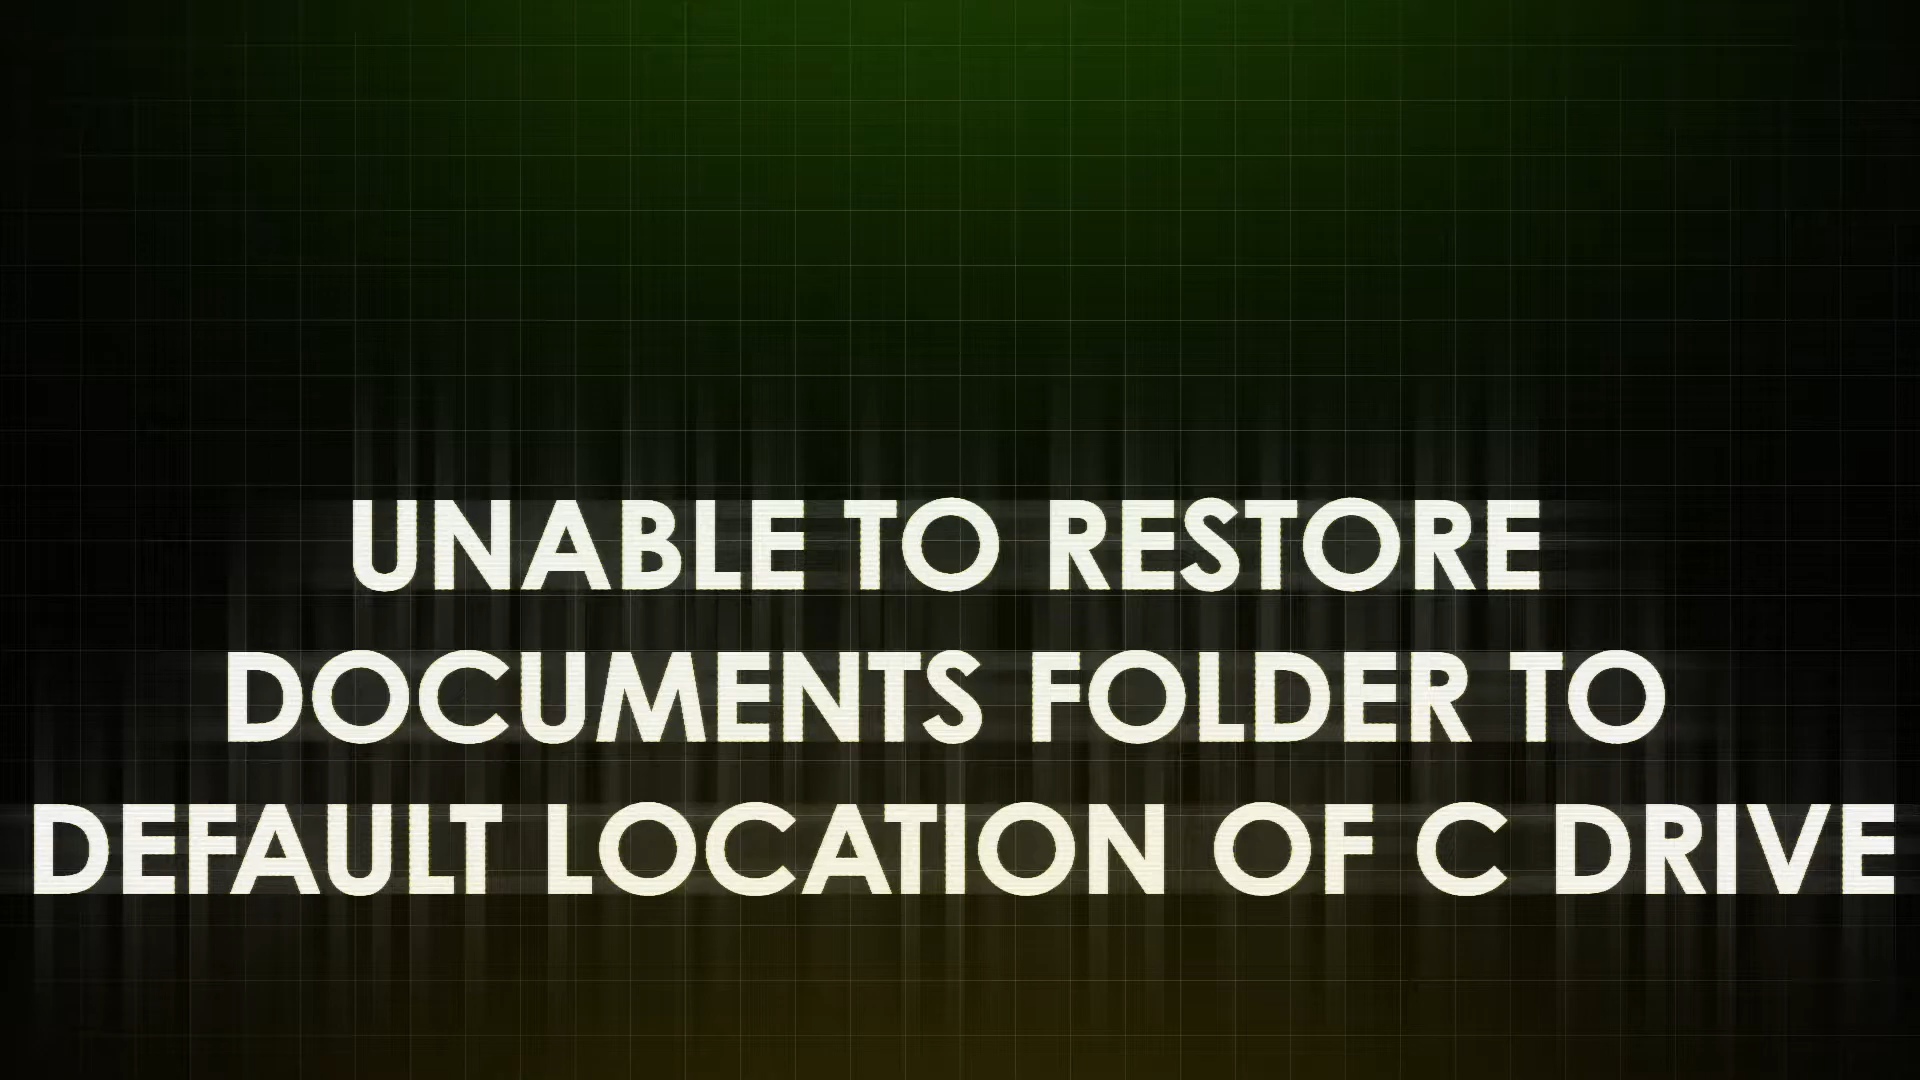 UNABLE TO RESTORE
DOCUMENTS FOLDER TO
DEFAULT LOCATION OF C DRIVE